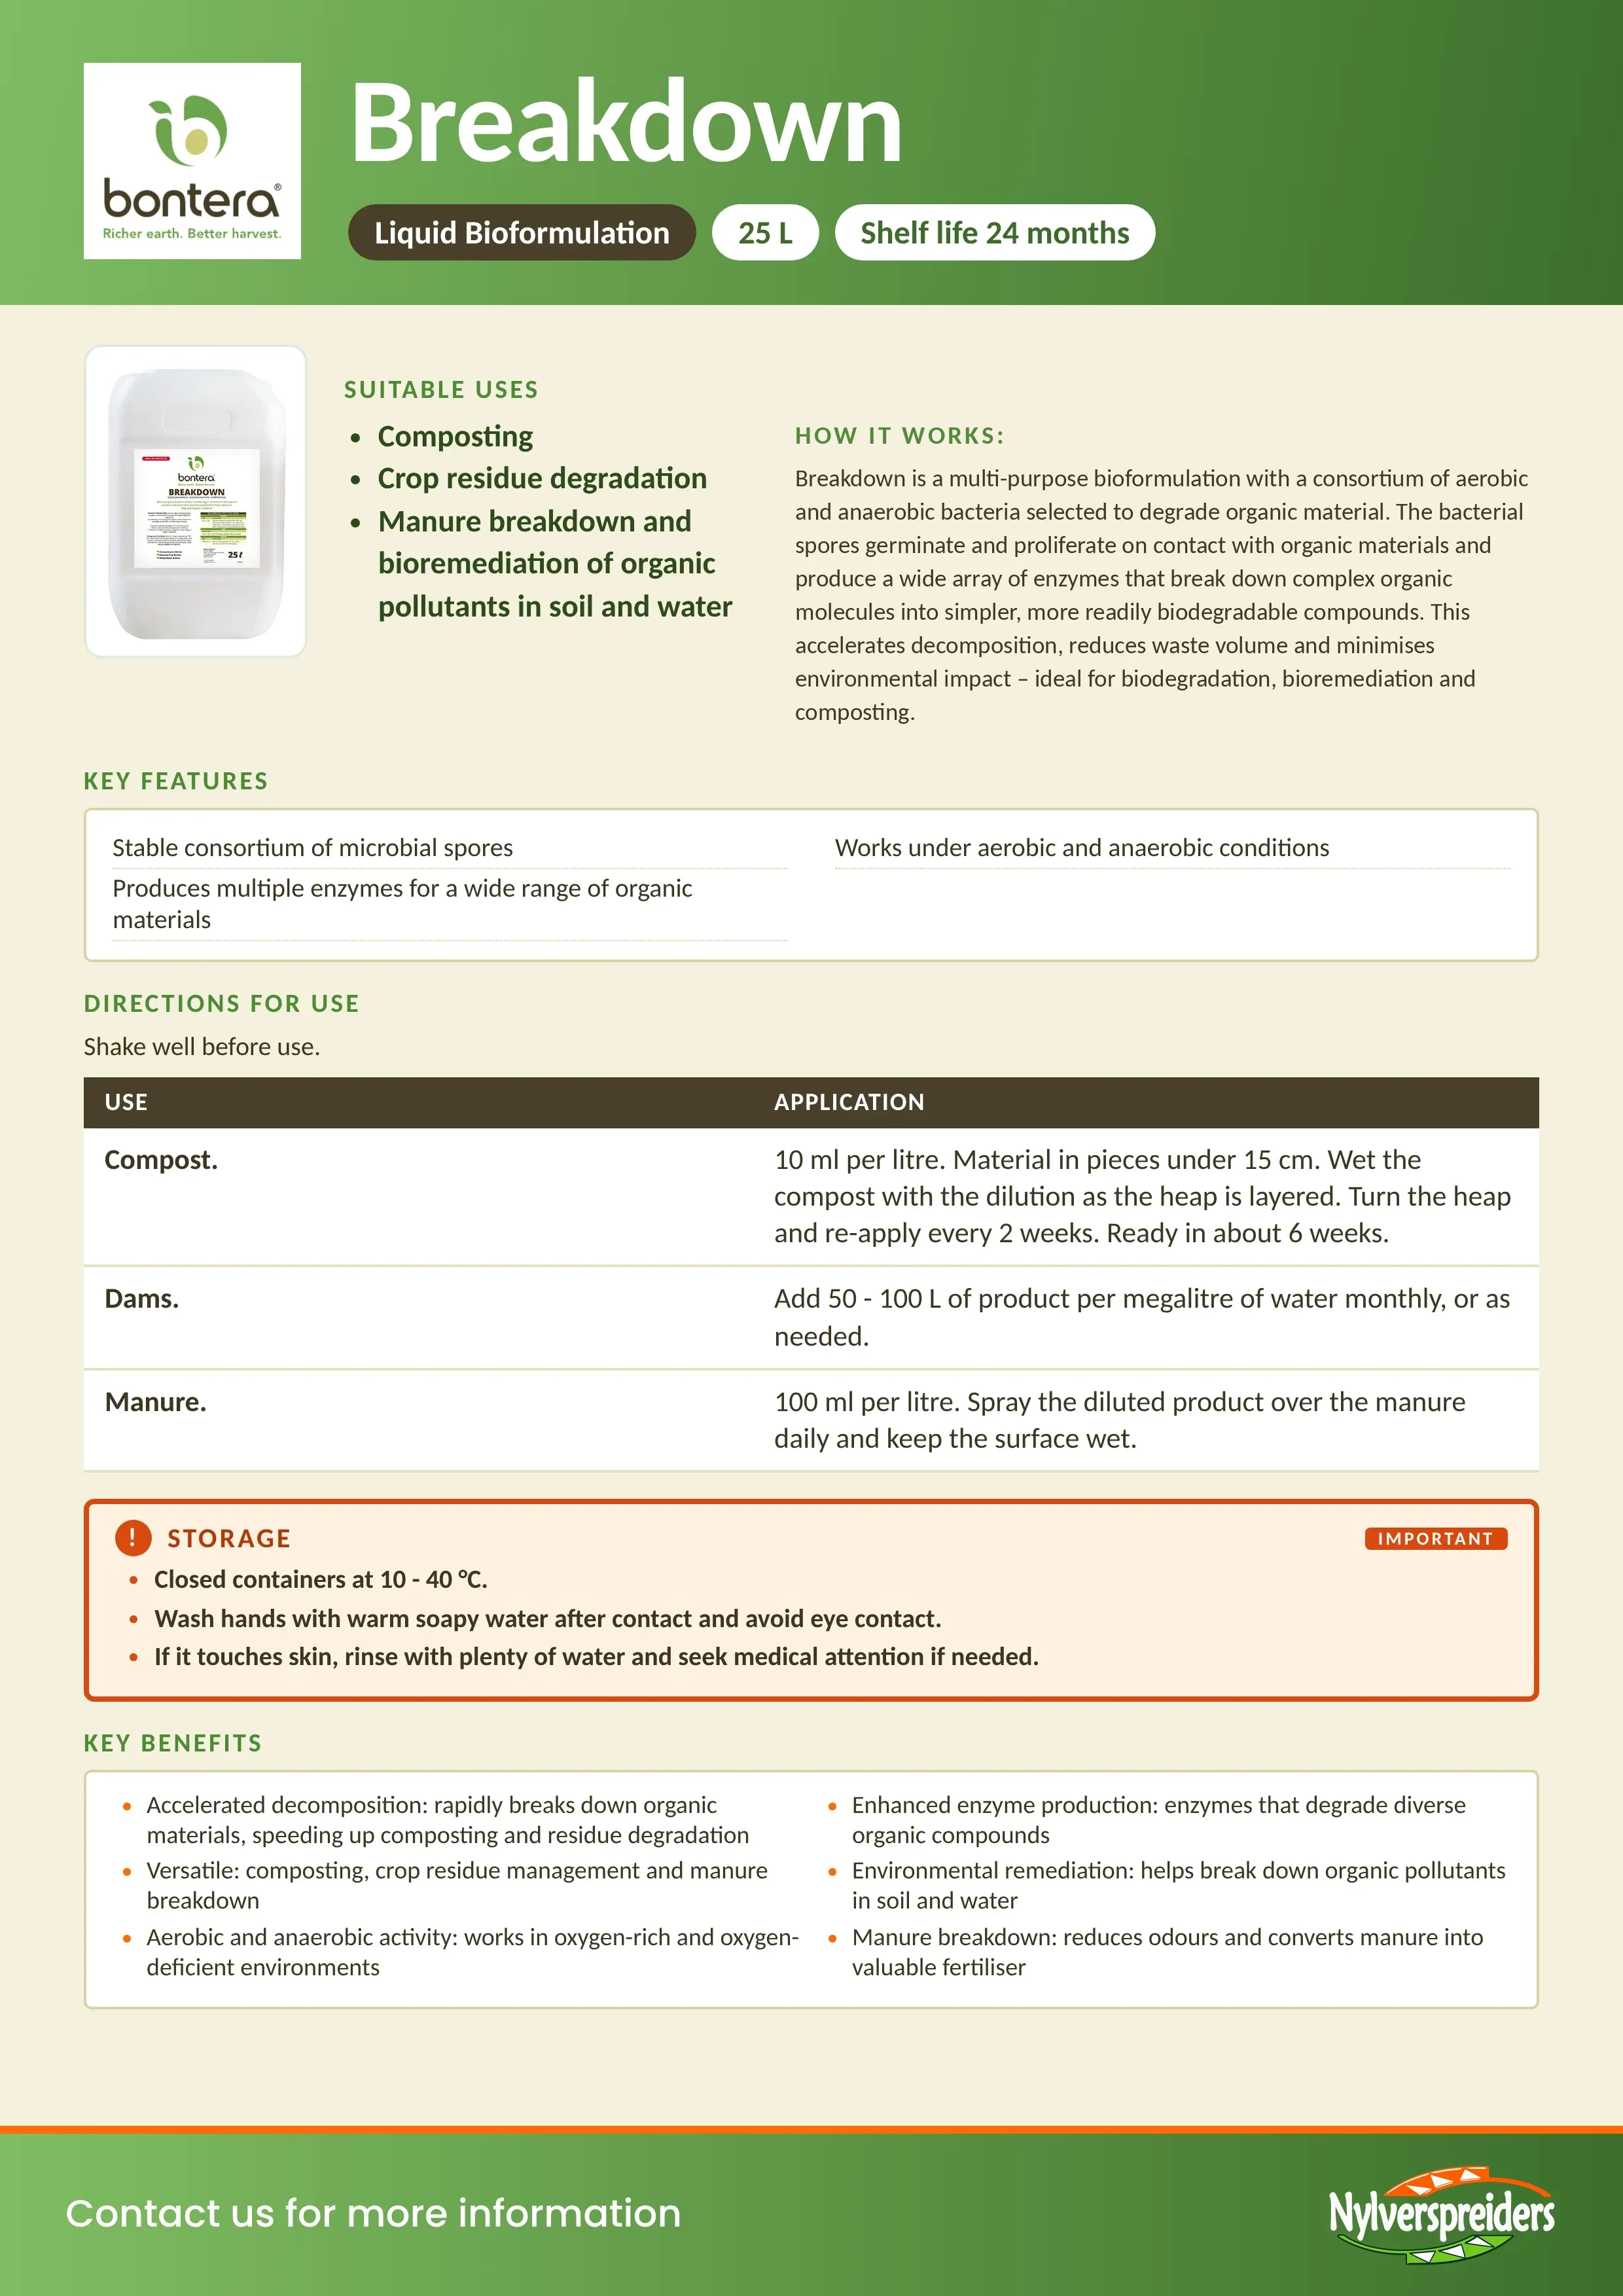 bontera®
Richer earth. Better harvest.
Breakdown
Liquid Bioformulation
25 L
Shelf life 24 months
bontera
BREAKDOWN
25ℓ
SUITABLE USES
• Composting
• Crop residue degradation
• Manure breakdown and
bioremediation of organic
pollutants in soil and water
HOW IT WORKS:
Breakdown is a multi-purpose bioformulation with a consortium of aerobic
and anaerobic bacteria selected to degrade organic material. The bacterial
spores germinate and proliferate on contact with organic materials and
produce a wide array of enzymes that break down complex organic
molecules into simpler, more readily biodegradable compounds. This
accelerates decomposition, reduces waste volume and minimises
environmental impact – ideal for biodegradation, bioremediation and
composting.
KEY FEATURES
Stable consortium of microbial spores
Works under aerobic and anaerobic conditions
Produces multiple enzymes for a wide range of organic
materials
DIRECTIONS FOR USE
Shake well before use.
USE APPLICATION
Compost.
10 ml per litre. Material in pieces under 15 cm. Wet the
compost with the dilution as the heap is layered. Turn the heap
and re-apply every 2 weeks. Ready in about 6 weeks.
Dams.
Add 50 - 100 L of product per megalitre of water monthly, or as
needed.
Manure.
100 ml per litre. Spray the diluted product over the manure
daily and keep the surface wet.
! STORAGE
IMPORTANT
• Closed containers at 10 - 40 °C.
• Wash hands with warm soapy water after contact and avoid eye contact.
• If it touches skin, rinse with plenty of water and seek medical attention if needed.
KEY BENEFITS
• Accelerated decomposition: rapidly breaks down organic
materials, speeding up composting and residue degradation
• Versatile: composting, crop residue management and manure
breakdown
• Aerobic and anaerobic activity: works in oxygen-rich and oxygen-
deficient environments
• Enhanced enzyme production: enzymes that degrade diverse
organic compounds
• Environmental remediation: helps break down organic pollutants
in soil and water
• Manure breakdown: reduces odours and converts manure into
valuable fertiliser
Contact us for more information
Nylverspreiders